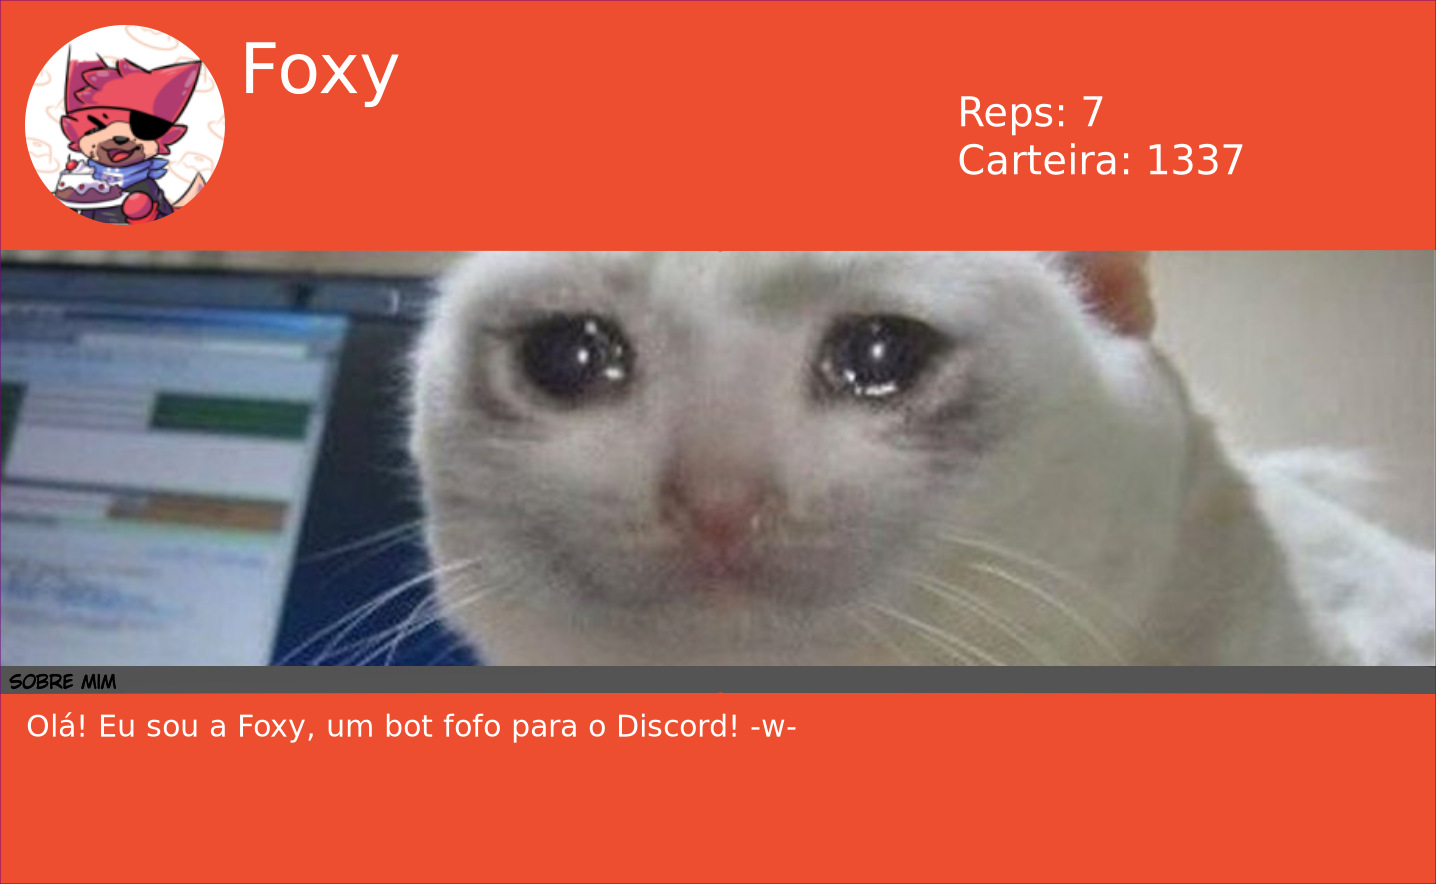 Foxy
Reps: 7
Carteira: 1337
SOBRE MIM
Olá! Eu sou a Foxy, um bot fofo para o Discord! -w-